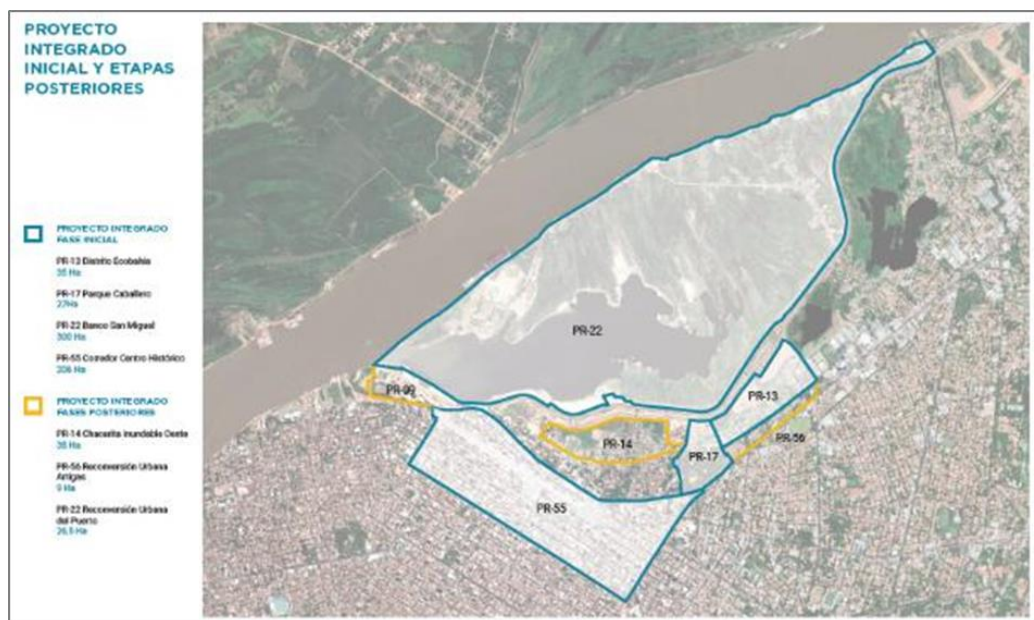 PROYECTO
INTEGRADO
INICIAL Y ETAPAS
POSTERIORES
PROYECTO INTEGRADO
FASE INICIAL
PR-13 Distrito Ecobahia
35 Ha
PR-17 Parque Caballero
27Ha
PR-22 Banco San Miguel
300 Ha
PR-55 Corredor Centro Histórico
206 Ha
PROYECTO INTEGRADO
FASES POSTERIORES
PR-14 Chacarita Inundable Oeste
35 Ha
PR-56 Reconversión Urbana
Artigas
9 Ha
PR-22 Reconversión Urbana
del Puerto
26,5 Ha
PR-22
PR-09
PR-13
PR-14
PR-56
PR-17
PR-55